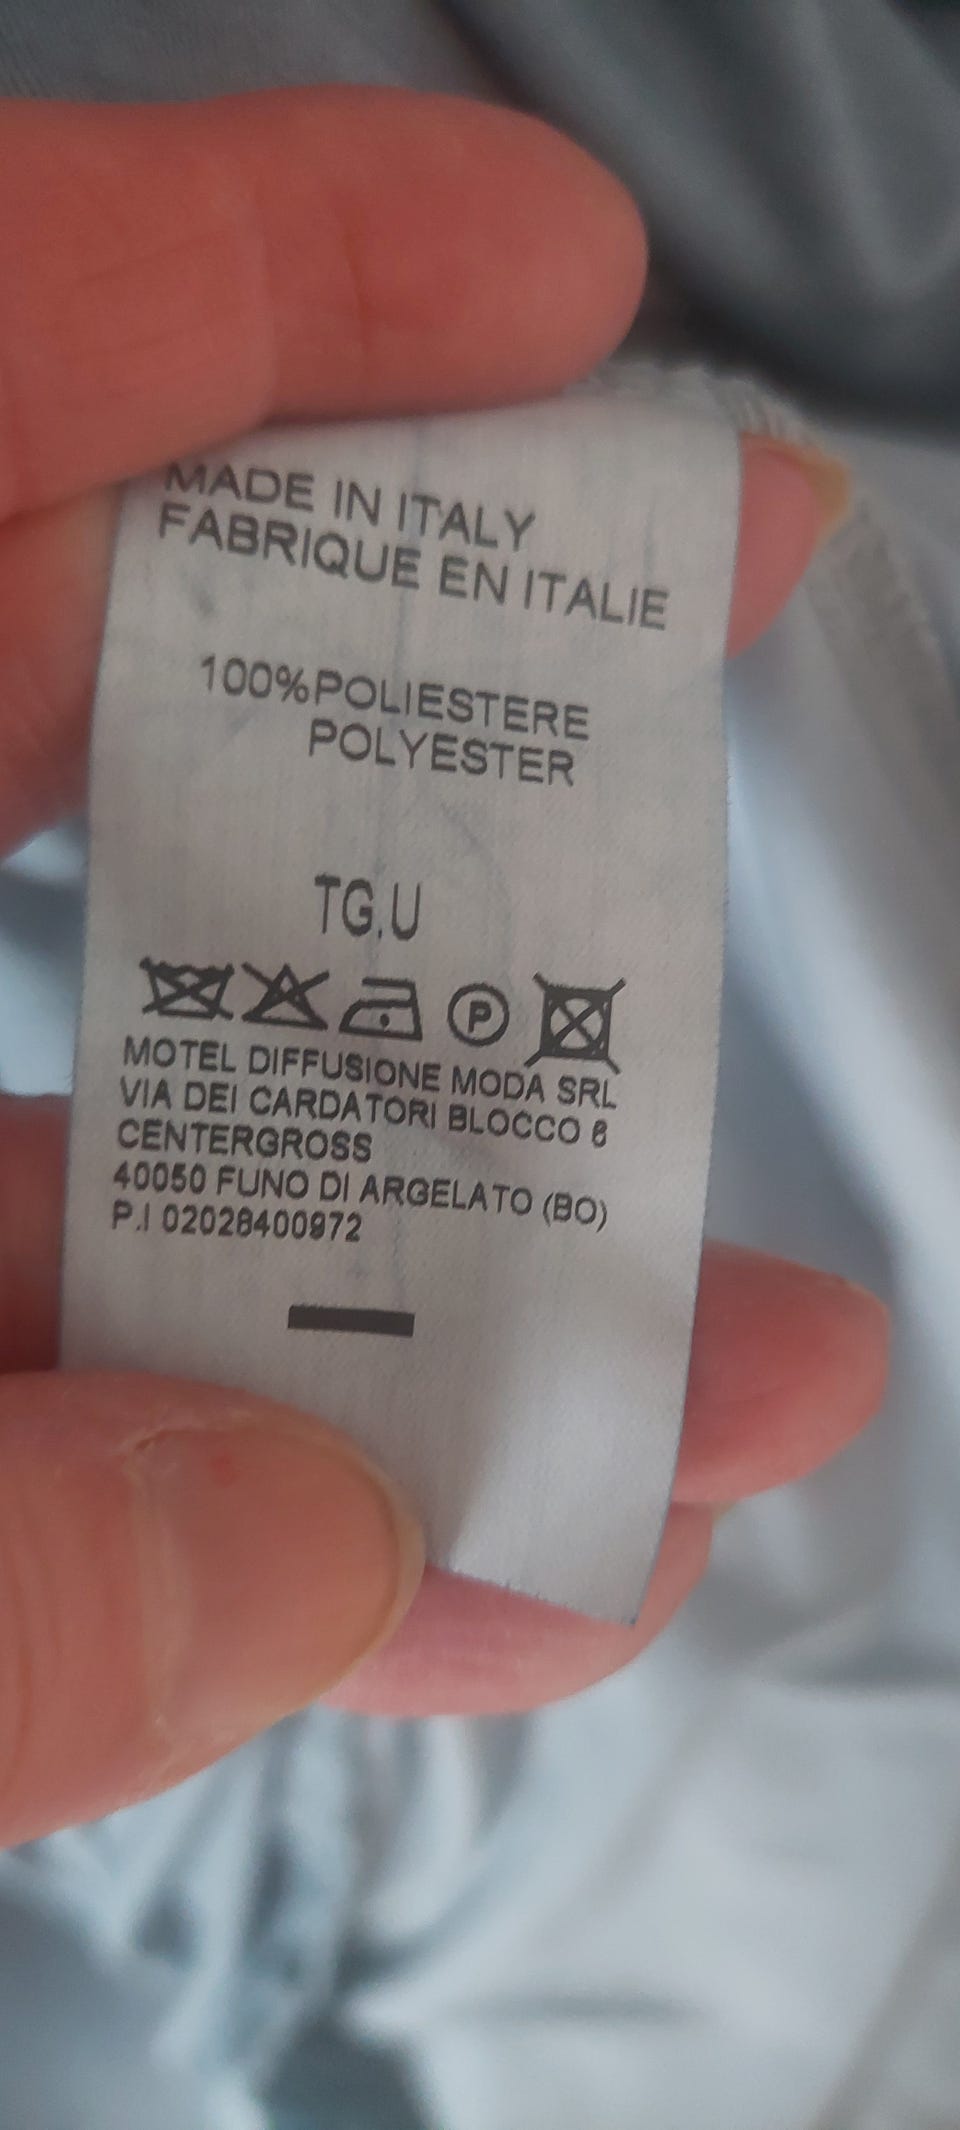 MADE IN ITALY
FABRIQUE EN ITALIE
100%POLIESTERE
POLYESTER
TG.U
P
MOTEL DIFFUSIONE MODA SRL
VIA DEI CARDATORI BLOCCO 6
CENTERGROSS
40050 FUNO DI ARGELATO (BO)
P.I 02028400972